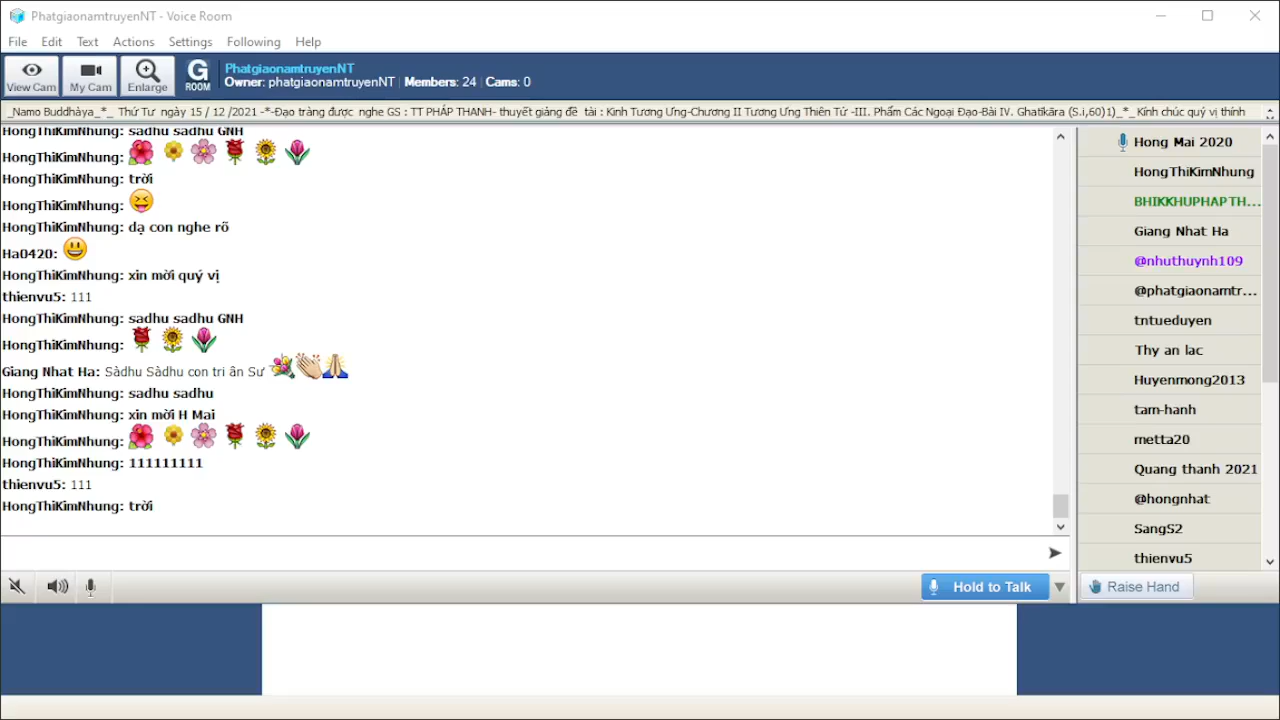 PhatgiaonamtruyenNT - Voice Room
File Edit Text Actions Settings Following Help
View Cam My Cam Enlarge G ROOM
PhatgiaonamtruyenNT
Owner: phatgiaonamtruyenNT Members: 24 Cams: 0
_Namo Buddhàya_*_ Thứ Tư ngày 15 / 12 /2021 -*-Đạo tràng được nghe GS : TT PHÁP THANH- thuyết giảng đề tài : Kinh Tương Ưng-Chương II Tương Ưng Thiên Tử -III. Phẩm Các Ngoại Đạo-Bài IV. Ghatìkàra (S.i,60)1)_*_Kính chúc quý vị thính
HongThiKimNhung: sadhu sadhu GNH
HongThiKimNhung:
HongThiKimNhung: trời
HongThiKimNhung:
HongThiKimNhung: dạ con nghe rõ
Ha0420:
HongThiKimNhung: xin mời quý vị
thienvu5: 111
HongThiKimNhung: sadhu sadhu GNH
HongThiKimNhung:
Giang Nhat Ha: Sàdhu Sàdhu con tri ân Sư
HongThiKimNhung: sadhu sadhu
HongThiKimNhung: xin mời H Mai
HongThiKimNhung:
HongThiKimNhung: 111111111
thienvu5: 111
HongThiKimNhung: trời
Hong Mai 2020
HongThiKimNhung
BHIKKHUPHAPTH...
Giang Nhat Ha
@nhuthuynh109
@phatgiaonamtr...
tntueduyen
Thy an lac
Huyenmong2013
tam-hanh
metta20
Quang thanh 2021
@hongnhat
SangS2
thienvu5
Hold to Talk
Raise Hand